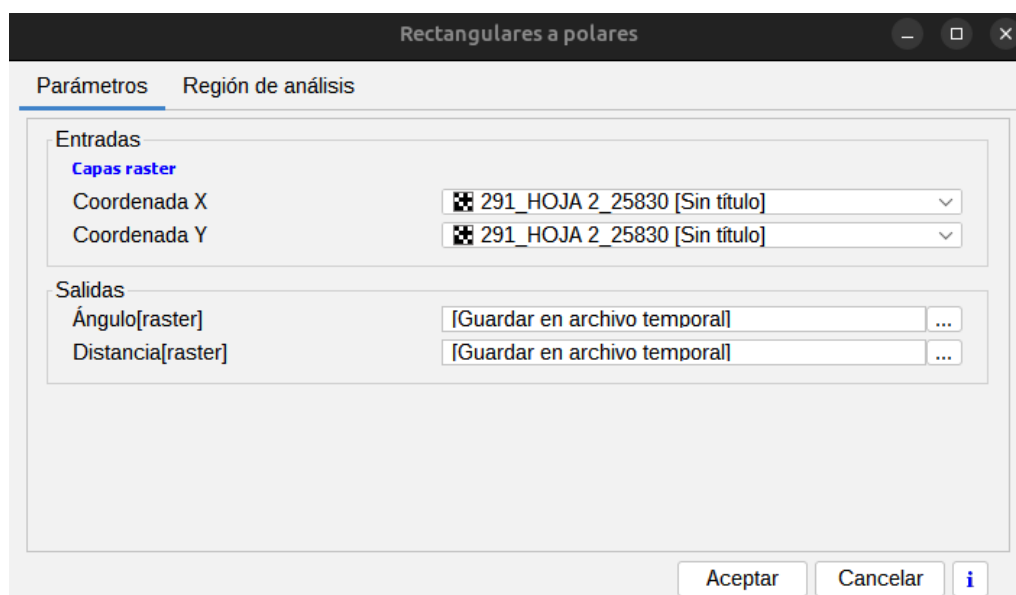 Rectangulares a polares
Parámetros Región de análisis
Entradas
Capas raster
Coordenada X 291_HOJA 2_25830 [Sin título]
Coordenada Y 291_HOJA 2_25830 [Sin título]
Salidas
Ángulo[raster] [Guardar en archivo temporal] ...
Distancia[raster] [Guardar en archivo temporal] ...
Aceptar Cancelar i